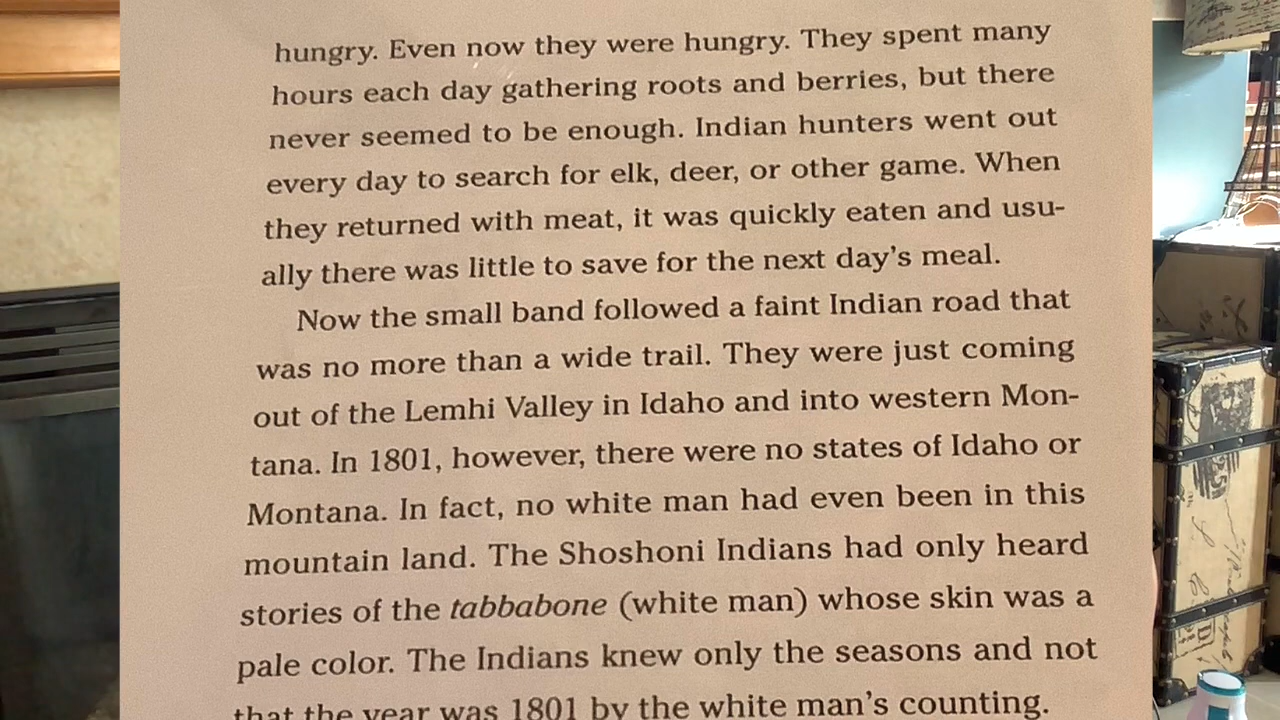 hungry. Even now they were hungry. They spent many
hours each day gathering roots and berries, but there
never seemed to be enough. Indian hunters went out
every day to search for elk, deer, or other game. When
they returned with meat, it was quickly eaten and usu-
ally there was little to save for the next day's meal.
Now the small band followed a faint Indian road that
was no more than a wide trail. They were just coming
out of the Lemhi Valley in Idaho and into western Mon-
tana. In 1801, however, there were no states of Idaho or
Montana. In fact, no white man had even been in this
mountain land. The Shoshoni Indians had only heard
stories of the tabbabone (white man) whose skin was a
pale color. The Indians knew only the seasons and not
that the year was 1801 by the white man's counting.